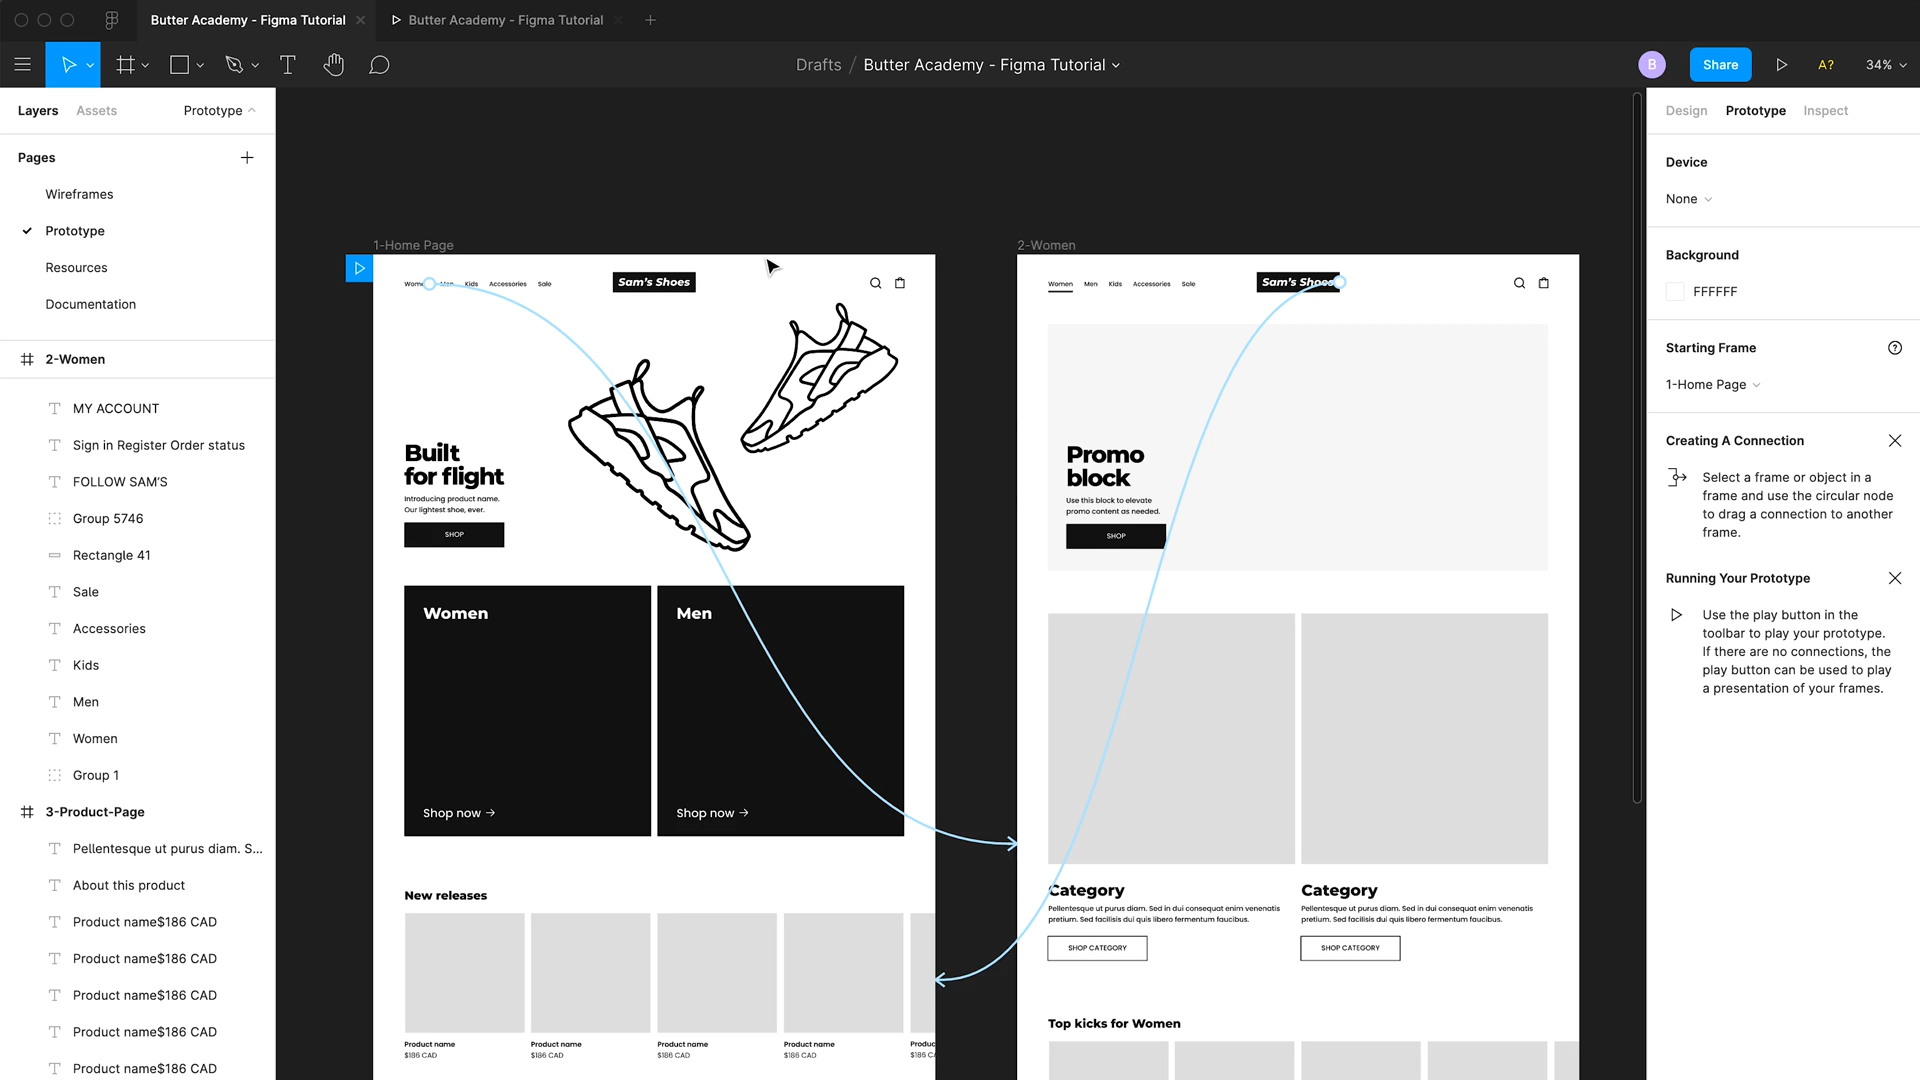 Butter Academy - Figma Tutorial
Butter Academy - Figma Tutorial
Drafts / Butter Academy - Figma Tutorial
B
Share
A?
34%
Layers
Assets
Prototype
Pages
Wireframes
Prototype
Resources
Documentation
2-Women
MY ACCOUNT
Sign in Register Order status
FOLLOW SAM'S
Group 5746
Rectangle 41
Sale
Accessories
Kids
Men
Women
Group 1
3-Product-Page
Pellentesque ut purus diam. S...
About this product
Product name$186 CAD
Product name$186 CAD
Product name$186 CAD
Product name$186 CAD
Product name$186 CAD
1-Home Page
Women Men Kids Accessories Sale
Sam's Shoes
Built
for flight
Introducing product name.
Our lightest shoe, ever.
SHOP
Women
Shop now →
Men
Shop now →
New releases
Product name
$186 CAD
Product name
$186 CAD
Product name
$186 CAD
Product name
$186 CAD
Produc
$186 C
2-Women
Women Men Kids Accessories Sale
Sam's Shoes
Promo
block
Use this block to elevate
promo content as needed.
SHOP
Category
Pellentesque ut purus diam. Sed in dui consequat enim venenatis
pretium. Sed facilisis dui quis libero fermentum faucibus.
SHOP CATEGORY
Category
Pellentesque ut purus diam. Sed in dui consequat enim venenatis
pretium. Sed facilisis dui quis libero fermentum faucibus.
SHOP CATEGORY
Top kicks for Women
Design
Prototype
Inspect
Device
None
Background
FFFFFF
Starting Frame
1-Home Page
Creating A Connection
Select a frame or object in a
frame and use the circular node
to drag a connection to another
frame.
Running Your Prototype
Use the play button in the
toolbar to play your prototype.
If there are no connections, the
play button can be used to play
a presentation of your frames.